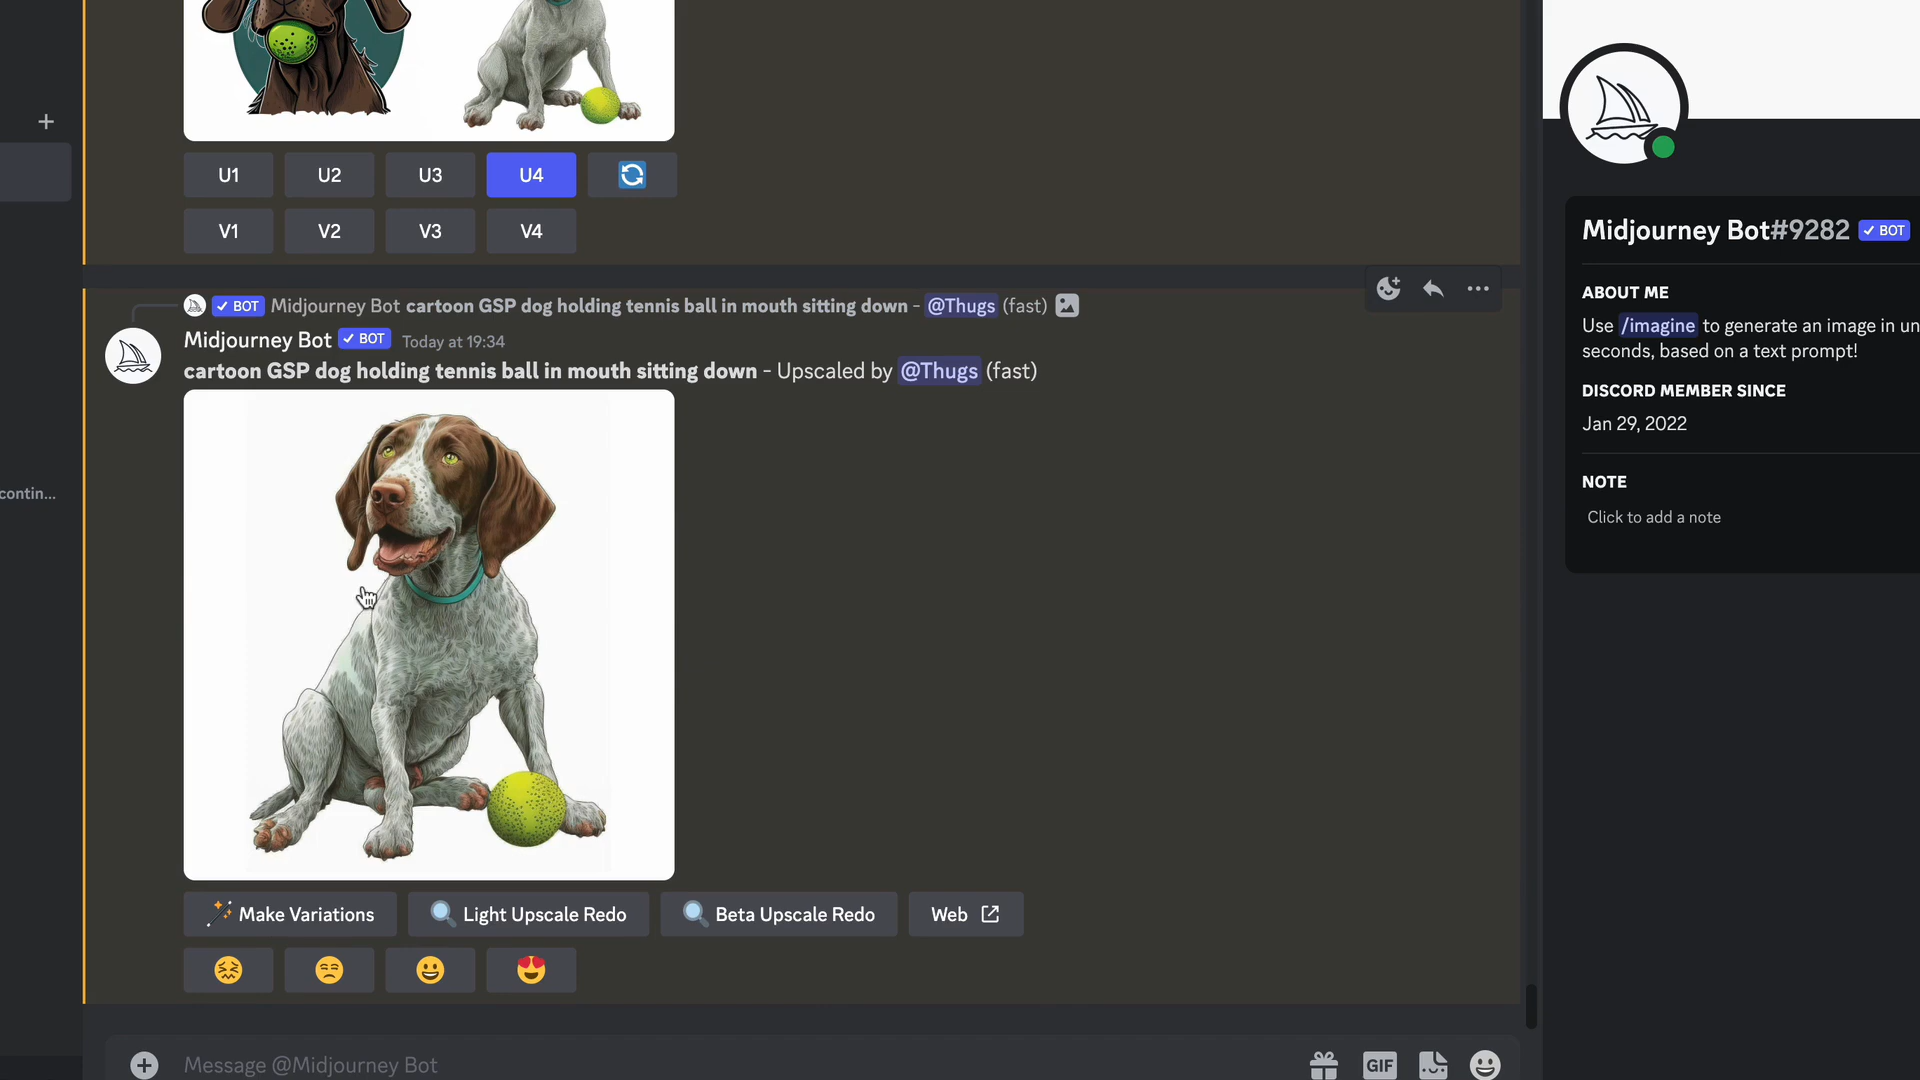 U1 U2 U3 U4
V1 V2 V3 V4
BOT Midjourney Bot cartoon GSP dog holding tennis ball in mouth sitting down - @Thugs (fast)
Midjourney Bot BOT Today at 19:34
cartoon GSP dog holding tennis ball in mouth sitting down - Upscaled by @Thugs (fast)
Make Variations Light Upscale Redo Beta Upscale Redo Web
Message @Midjourney Bot
GIF
contin...
Midjourney Bot#9282 BOT
ABOUT ME
Use /imagine to generate an image in un
seconds, based on a text prompt!
DISCORD MEMBER SINCE
Jan 29, 2022
NOTE
Click to add a note